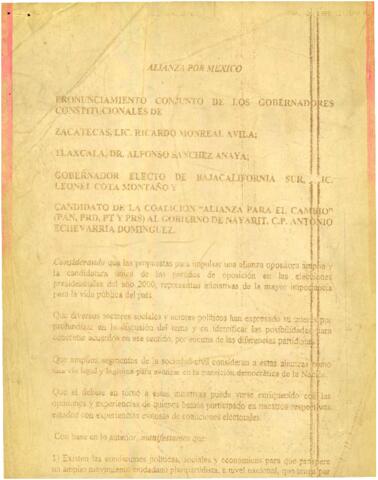 ALIANZA POR MEXICO
PRONUNCIAMIENTO CONJUNTO DE LOS GOBERNADORES
CONSTITUCIONALES DE
ZACATECAS, LIC. RICARDO MONREAL AVILA;
TLAXCALA, DR. ALFONSO SANCHEZ ANAYA;
GOBERNADOR ELECTO DE BAJACALIFORNIA SUR, LIC.
LEONEL COTA MONTAÑO Y
CANDIDATO DE LA COALICION "ALIANZA PARA EL CAMBIO"
(PAN, PRD, PT Y PRS) AL GOBIERNO DE NAYARIT, C.P. ANTONIO
ECHEVARRIA DOMINGUEZ.
Considerando que las propuestas para impulsar una alianza opositora amplia y
la candidatura única de los partidos de oposición en las elecciones
presidenciales del año 2000, representan iniciativas de la mayor importancia
para la vida pública del país.
Que diversos sectores sociales y actores políticos han expresado su interés por
profundizar en la discusión del tema y en identificar las posibilidades para
concretar acuerdos en ese sentido, por encima de las diferencias partidistas.
Que amplios segmentos de la sociedad civil consideran a estas alianzas como
una vía legal y legítima para avanzar en la transición democrática de la Nación.
Que el debate en torno a estas iniciativas puede verse enriquecido con las
opiniones y experiencias de quienes hemos participado en nuestros respectivos
estados con experiencias exitosas de coaliciones electorales.
Con base en lo anterior, manifestamos que:
1) Existen las condiciones políticas, sociales y económicas para que prospere
un amplio movimiento ciudadano pluripartidista, a nivel nacional, que por